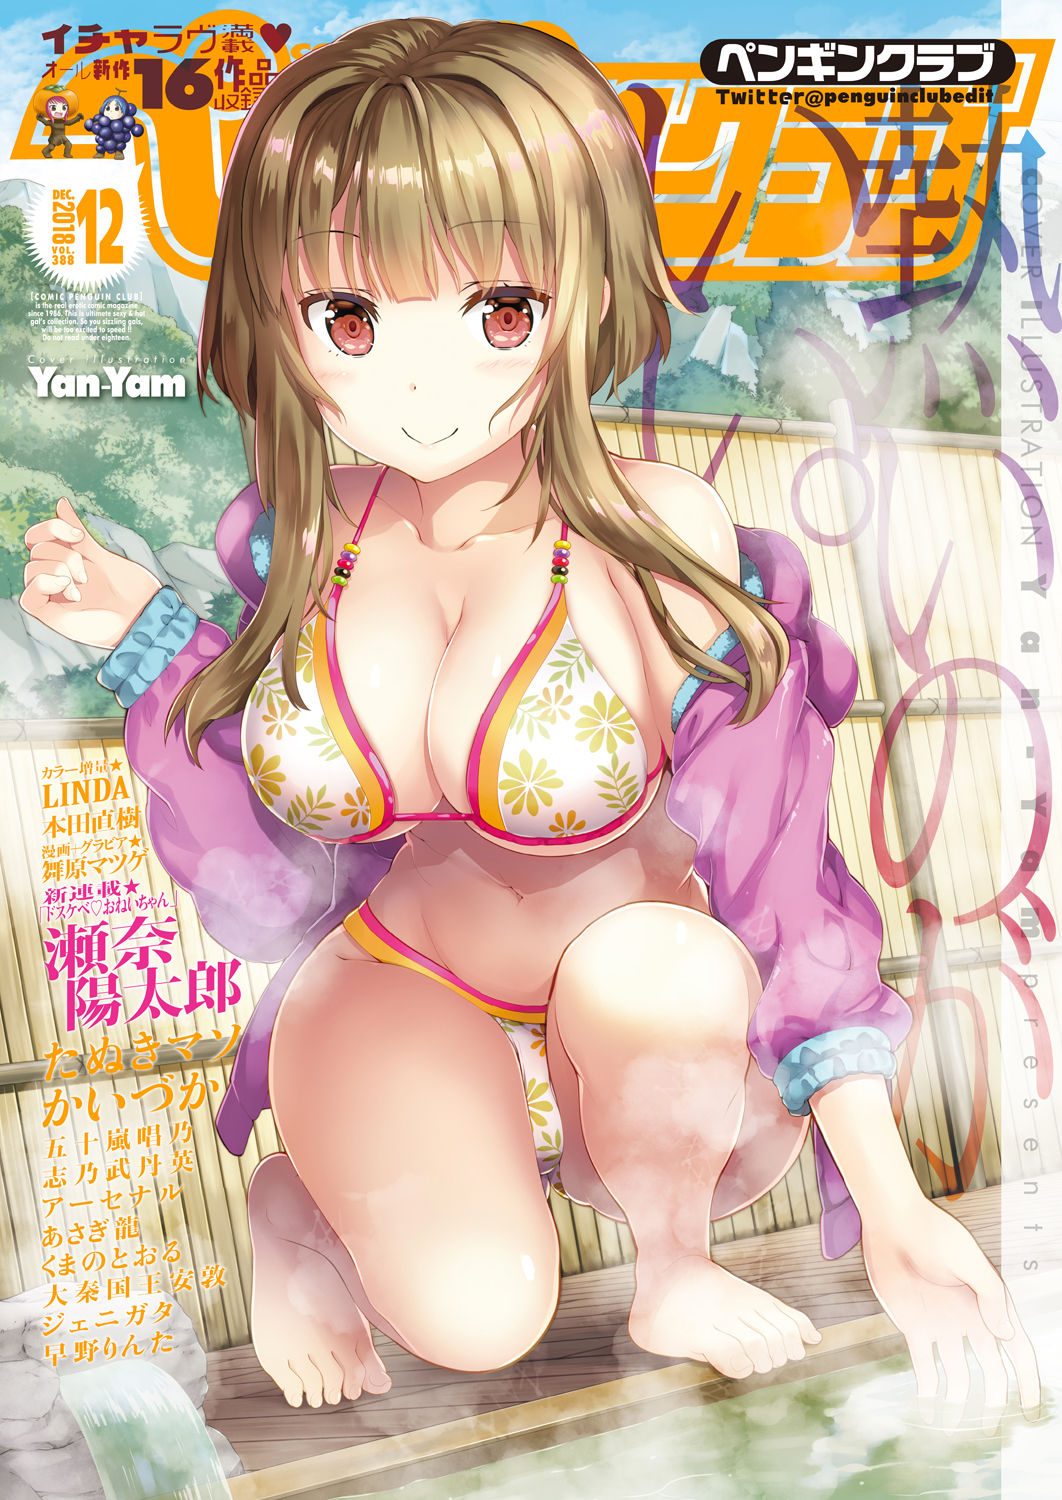 イチャラヴ満載♥
オール新作16作品収録
ペンギンクラブ
Twitter@penguinclubedit
DEC.
2018
VOL.
388
12
[COMIC PENGUIN CLUB]
is the real erotic comic magazine
since 1986. This is ultimete sexy & hot
gal's collection. So you sizzling gals,
will be too excited to speed !!
Do not read under eighteen.
Cover illustration
Yan-Yam
COVER ILLUSTRATION Yan-Yam presents
カラー増量★
LINDA
本田直樹
漫画+グラビア★
舞原マツゲ
新連載★
「ドスケベ♡おねいちゃん」
瀬奈
陽太郎
たぬきマツ
かいづか
五十嵐唱乃
志乃武丹英
アーセナル
あさぎ龍
くまのとおる
大秦国王安敦
ジェニガタ
早野りんた